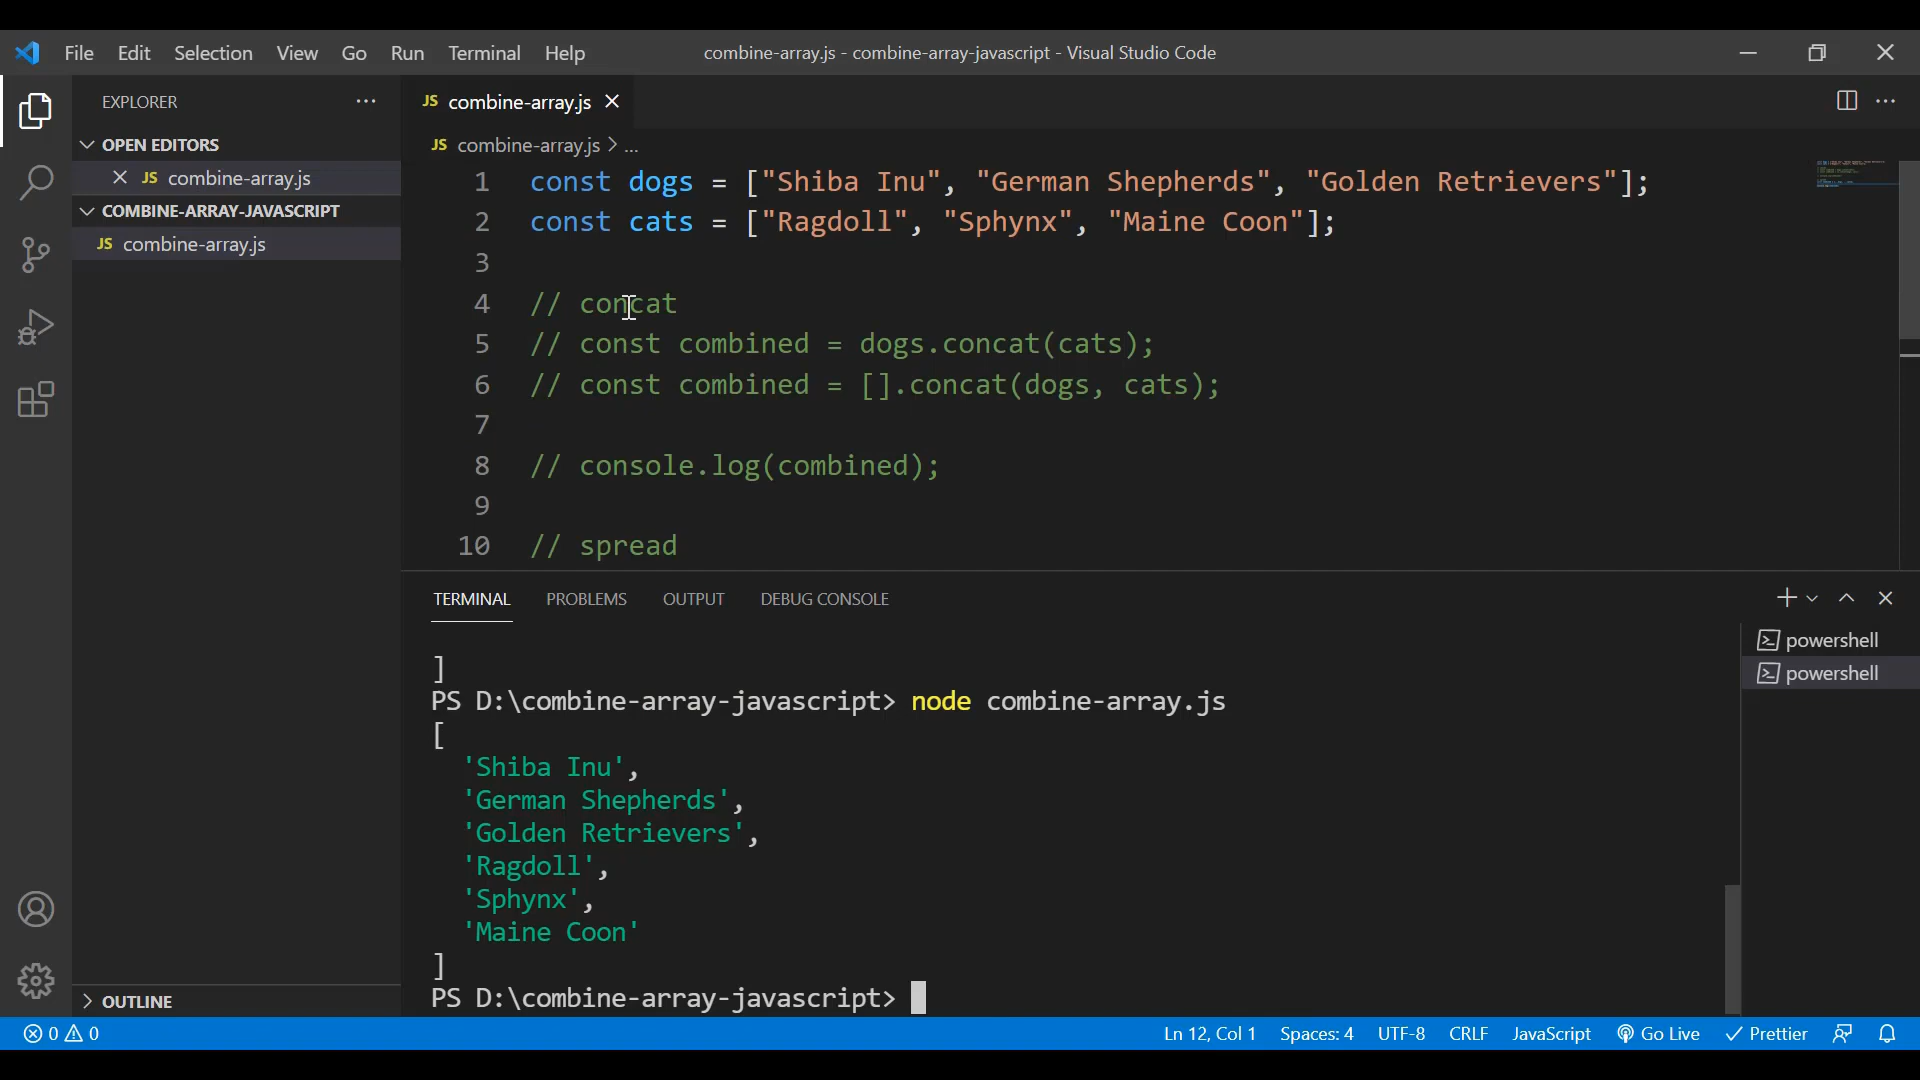 File Edit Selection View Go Run Terminal Help combine-array.js - combine-array-javascript - Visual Studio Code
EXPLORER
OPEN EDITORS
JS combine-array.js
COMBINE-ARRAY-JAVASCRIPT
JS combine-array.js
OUTLINE
JS combine-array.js
JS combine-array.js > ...
1 const dogs = ["Shiba Inu", "German Shepherds", "Golden Retrievers"];
2 const cats = ["Ragdoll", "Sphynx", "Maine Coon"];
3
4 // concat
5 // const combined = dogs.concat(cats);
6 // const combined = [].concat(dogs, cats);
7
8 // console.log(combined);
9
10 // spread
TERMINAL PROBLEMS OUTPUT DEBUG CONSOLE
]
PS D:\combine-array-javascript> node combine-array.js
[
'Shiba Inu',
'German Shepherds',
'Golden Retrievers',
'Ragdoll',
'Sphynx',
'Maine Coon'
]
PS D:\combine-array-javascript>
powershell
powershell
0 0 Ln 12, Col 1 Spaces: 4 UTF-8 CRLF JavaScript Go Live Prettier